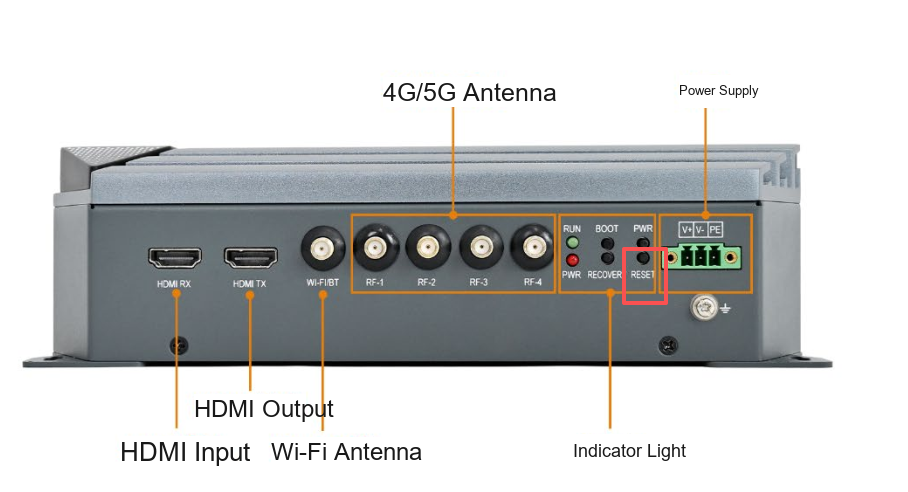 4G/5G Antenna
Power Supply
RUN BOOT PWR
V+ V- PE
PWR RECOVER RESET
HDMI RX
HDMI TX
WI-FI/BT
RF-1
RF-2
RF-3
RF-4
HDMI Output
HDMI Input
Wi-Fi Antenna
Indicator Light